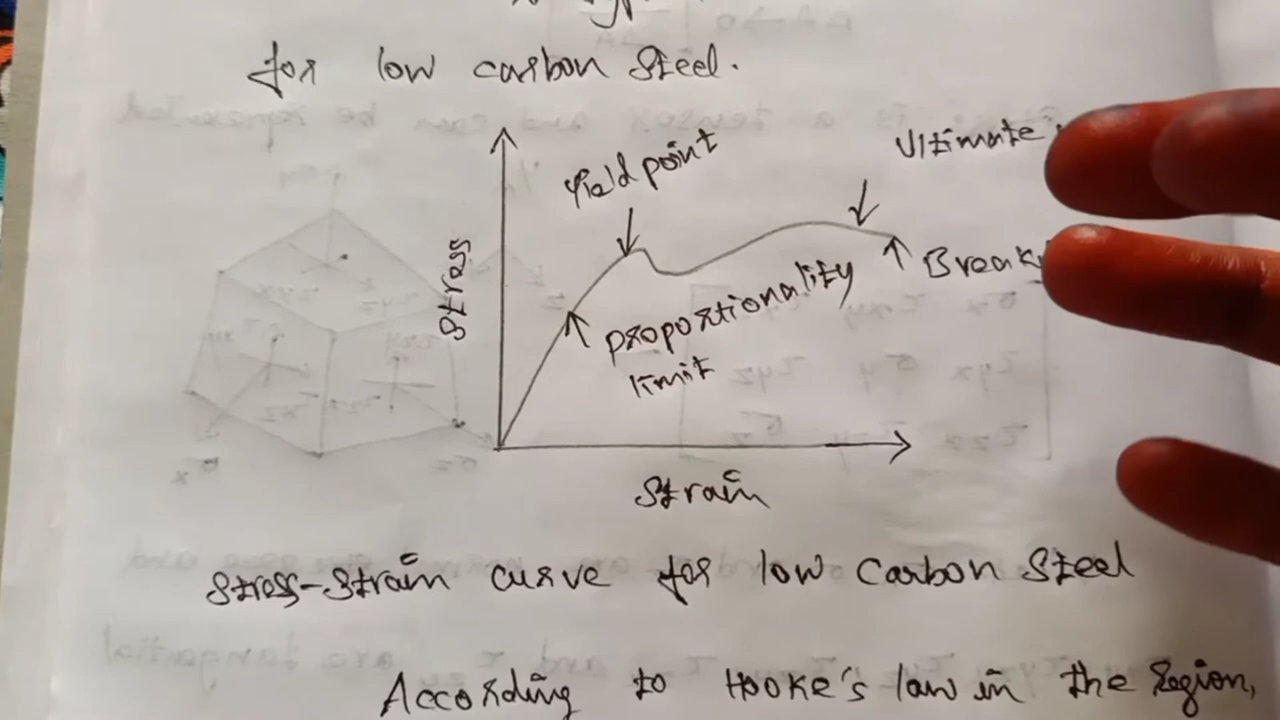 for low carbon steel.
Ultimate
Yield point
Break
Stress
proportionality
limit
Strain
Stress-Strain curve for low carbon steel
According to Hooke's law in the region,